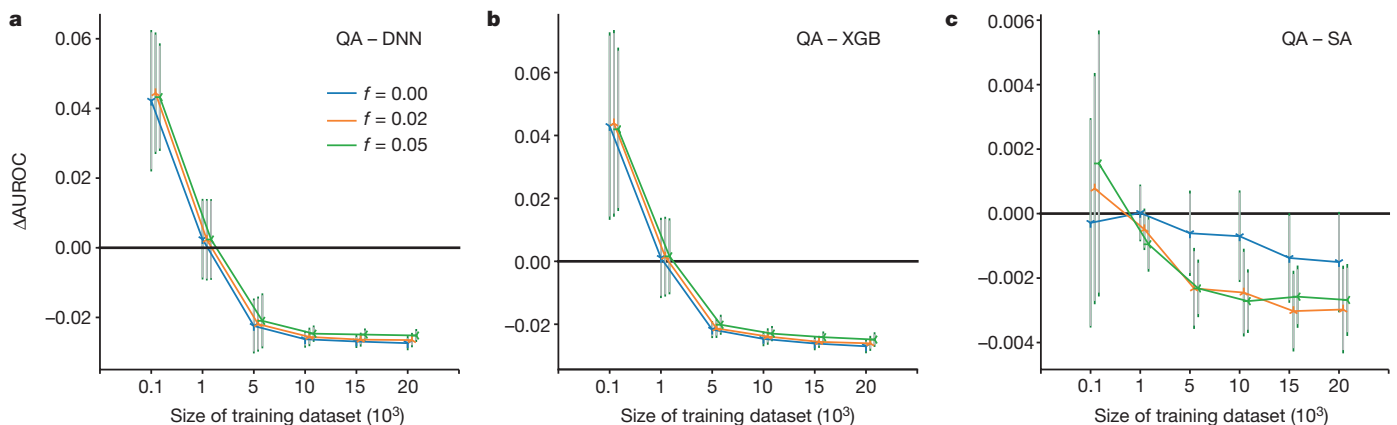 a
QA – DNN
0.06
0.04
0.02
0.00
−0.02
ΔAUROC
f = 0.00
f = 0.02
f = 0.05
0.1 1 5 10 15 20
Size of training dataset (10³)
b
QA – XGB
0.06
0.04
0.02
0.00
−0.02
0.1 1 5 10 15 20
Size of training dataset (10³)
c
QA – SA
0.006
0.004
0.002
0.000
−0.002
−0.004
0.1 1 5 10 15 20
Size of training dataset (10³)